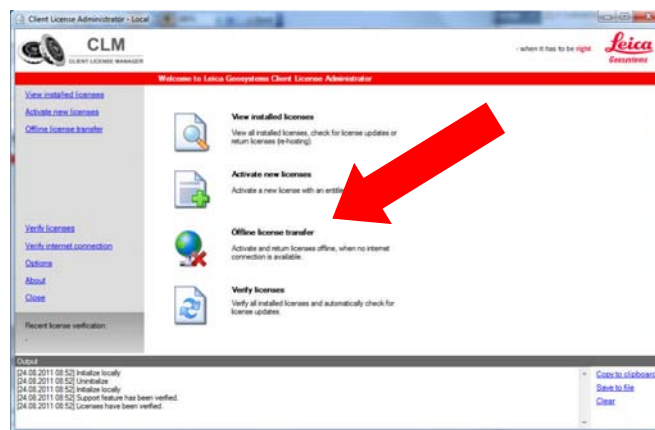 Client License Administrator - Local
CLM
CLIENT LICENSE MANAGER
- when it has to be right
Leica
Geosystems
Welcome to Leica Geosystems Client License Administrator
View installed licenses
Activate new licenses
Offline license transfer
Verify licenses
Verify internet connection
Options
About
Close
Recent license verification:
-
View installed licenses
View all installed licenses, check for license updates or
return licenses (re-hosting).
Activate new licenses
Activate a new license with an
Offline license transfer
Activate and return licenses offline, when no internet
connection is available.
Verify licenses
Verify all installed licenses and automatically check for
license updates.
Output
[24.08.2011 08:52] Initialize locally
[24.08.2011 08:52] Uninitialize
[24.08.2011 08:52] Initialize locally
[24.08.2011 08:52] Support feature has been verified.
[24.08.2011 08:52] Licenses have been verified.
Copy to clipboard
Save to file
Clear